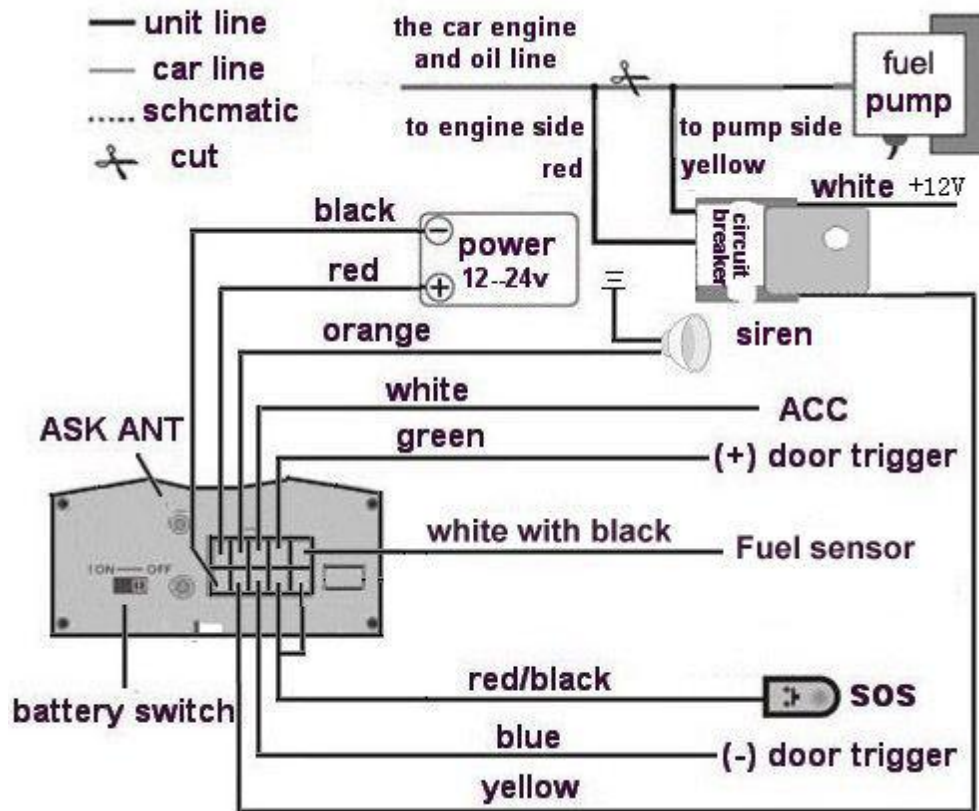 unit line
car line
schcmatic
cut
the car engine
and oil line
fuel
pump
to engine side
red
to pump side
yellow
white +12V
circuit
breaker
black
power
12--24v
red
orange
siren
white
ACC
ASK ANT
green
(+) door trigger
white with black
Fuel sensor
ON OFF
red/black
sos
battery switch
blue
(-) door trigger
yellow